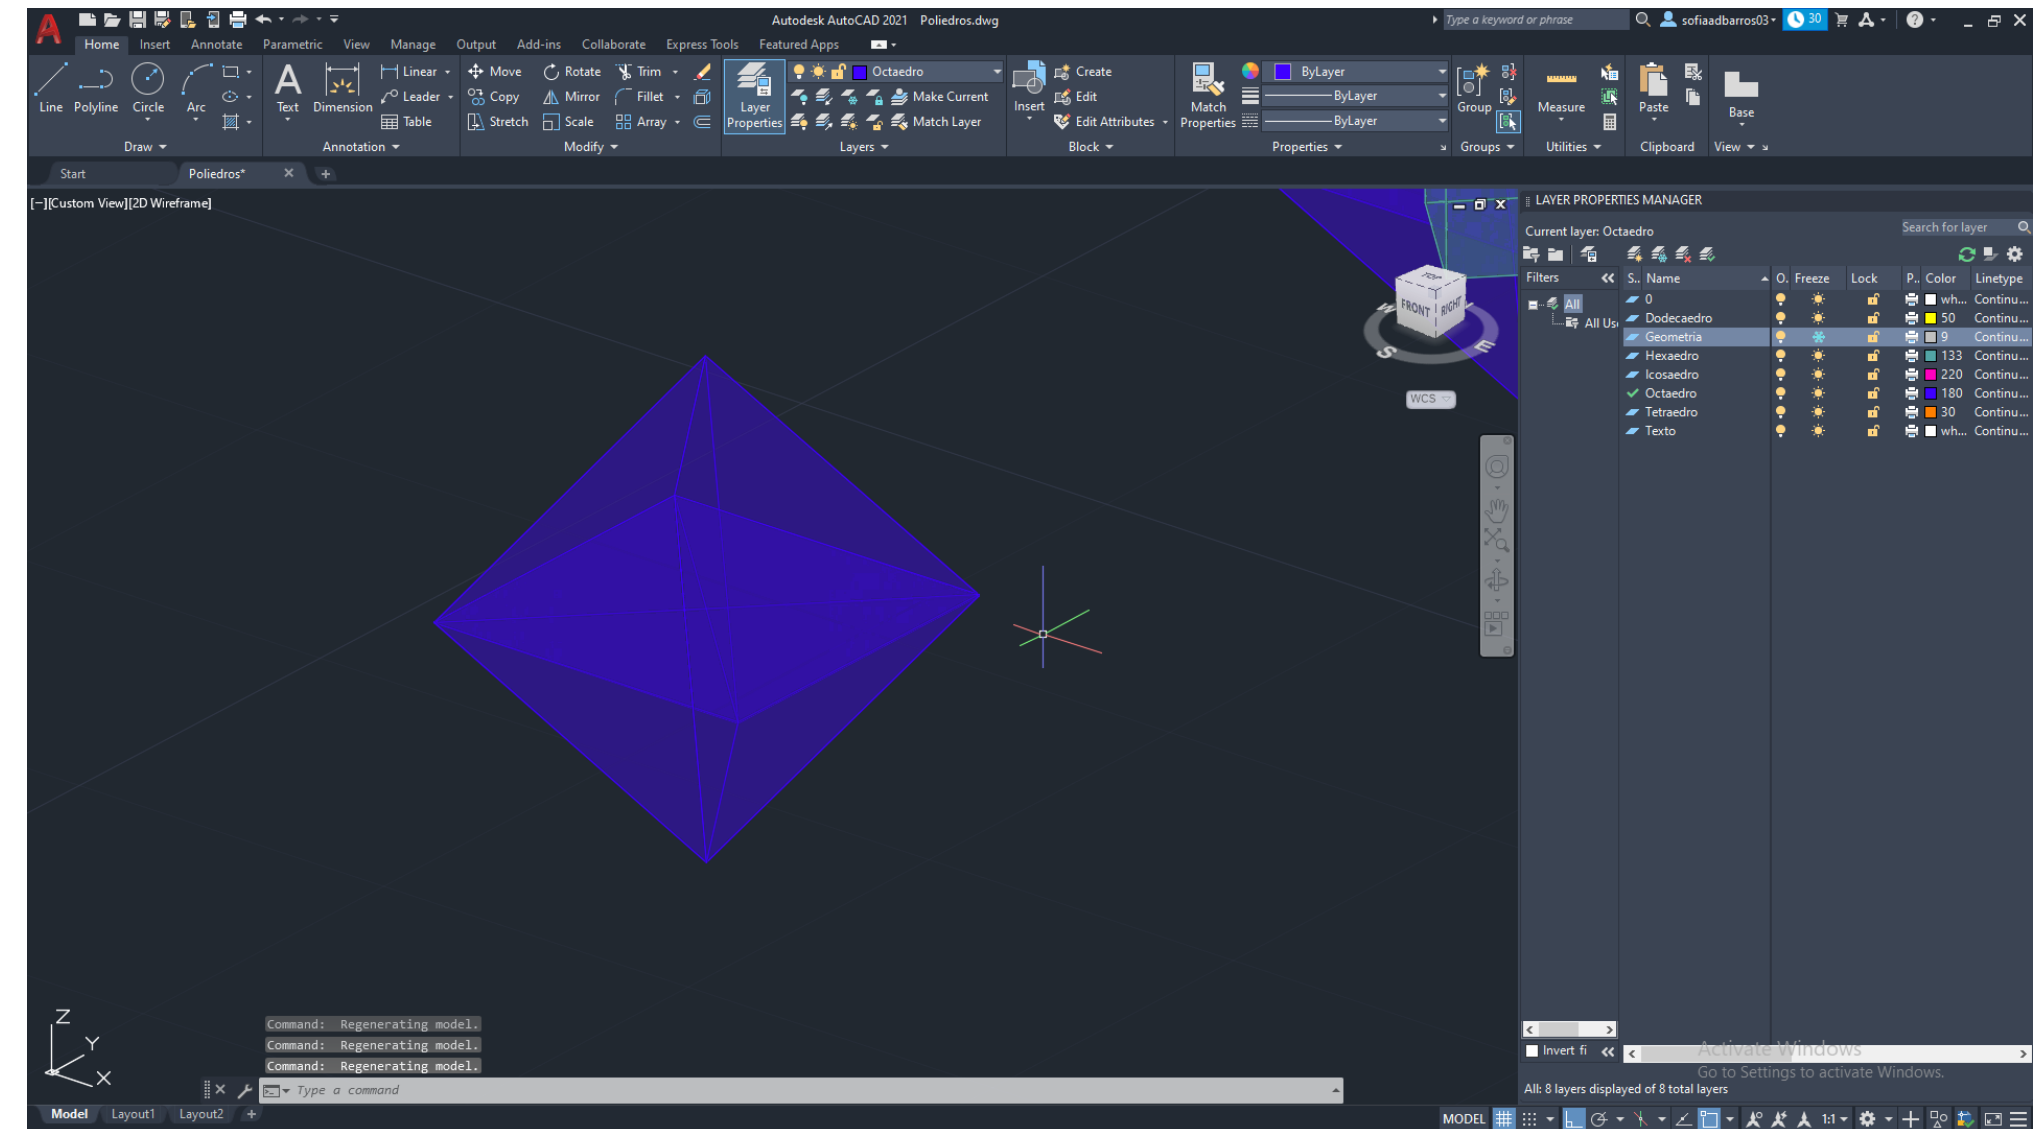 Autodesk AutoCAD 2021 Poliedros.dwg
Type a keyword or phrase
sofiaadbarros03
30
Home Insert Annotate Parametric View Manage Output Add-ins Collaborate Express Tools Featured Apps
Line Polyline Circle Arc
Draw
Text Dimension
Linear
Leader
Table
Annotation
Move Rotate Trim
Copy Mirror Fillet
Stretch Scale Array
Modify
Layer
Properties
Octaedro
Make Current
Match Layer
Layers
Insert
Create
Edit
Edit Attributes
Block
Match
Properties
ByLayer
ByLayer
ByLayer
Properties
Group
Groups
Measure
Utilities
Paste
Clipboard
Base
View
Start Poliedros*
[−][Custom View][2D Wireframe]
TOP
FRONT RIGHT
W
S E
WCS
LAYER PROPERTIES MANAGER
Current layer: Octaedro
Search for layer
Filters
All
All Us
S.. Name O. Freeze Lock P.. Color Linetype
0 wh... Continu...
Dodecaedro 50 Continu...
Geometria 9 Continu...
Hexaedro 133 Continu...
Icosaedro 220 Continu...
Octaedro 180 Continu...
Tetraedro 30 Continu...
Texto wh... Continu...
Invert fi
Activate Windows
Go to Settings to activate Windows.
All: 8 layers displayed of 8 total layers
Z
Y
X
Command: Regenerating model.
Command: Regenerating model.
Command: Regenerating model.
Type a command
Model Layout1 Layout2 +
MODEL
1:1